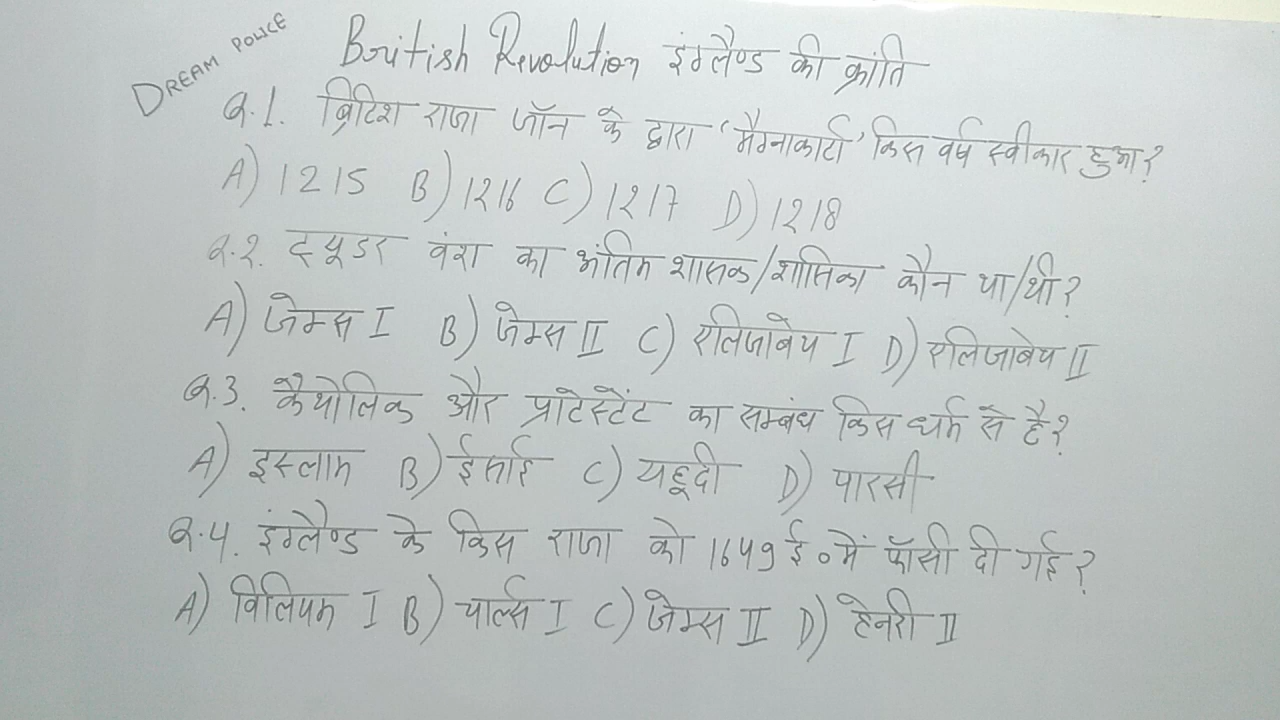 DREAM POLICE
British Revolution इंग्लैण्ड की क्रांति
Q.1. ब्रिटिश राजा जॉन के द्वारा 'मैग्नाकार्टा' किस वर्ष स्वीकार हुआ?
A) 1215 B) 1216 C) 1217 D) 1218
Q.2. ट्यूडर वंश का अंतिम शासक/शासिका कौन था/थी?
A) जेम्स I B) जेम्स II C) एलिजाबेथ I D) एलिजाबेथ II
Q.3. कैथोलिक और प्रोटेस्टेंट का सम्बंध किस धर्म से है?
A) इस्लाम B) ईसाई C) यहूदी D) पारसी
Q.4. इंग्लैण्ड के किस राजा को 1649 ई० में फॉसी दी गई?
A) विलियम I B) चार्ल्स I C) जेम्स II D) हेनरी II